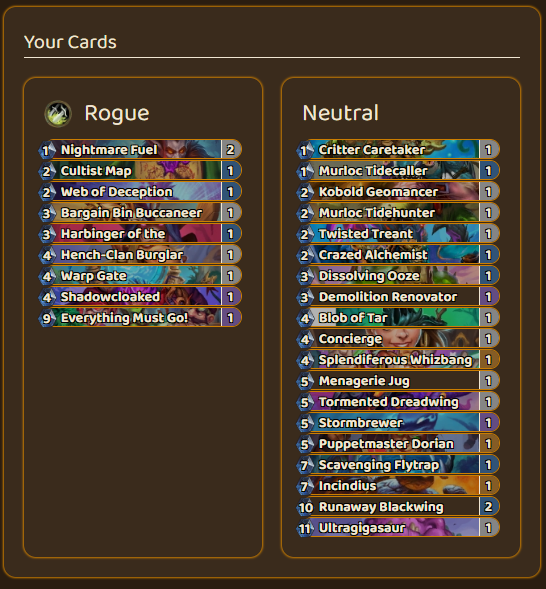 Your Cards
Rogue
1 Nightmare Fuel 2
2 Cultist Map 1
2 Web of Deception 1
3 Bargain Bin Buccaneer 1
3 Harbinger of the 1
4 Hench-Clan Burglar 1
4 Warp Gate 1
4 Shadowcloaked 1
9 Everything Must Go! 1
Neutral
1 Critter Caretaker 1
1 Murloc Tidecaller 1
2 Kobold Geomancer 1
2 Murloc Tidehunter 1
2 Twisted Treant 1
2 Crazed Alchemist 1
3 Dissolving Ooze 1
3 Demolition Renovator 1
4 Blob of Tar 1
4 Concierge 1
4 Splendiferous Whizbang 1
5 Menagerie Jug 1
5 Tormented Dreadwing 1
5 Stormbrewer 1
5 Puppetmaster Dorian 1
7 Scavenging Flytrap 1
7 Incindius 1
10 Runaway Blackwing 2
11 Ultragigasaur 1